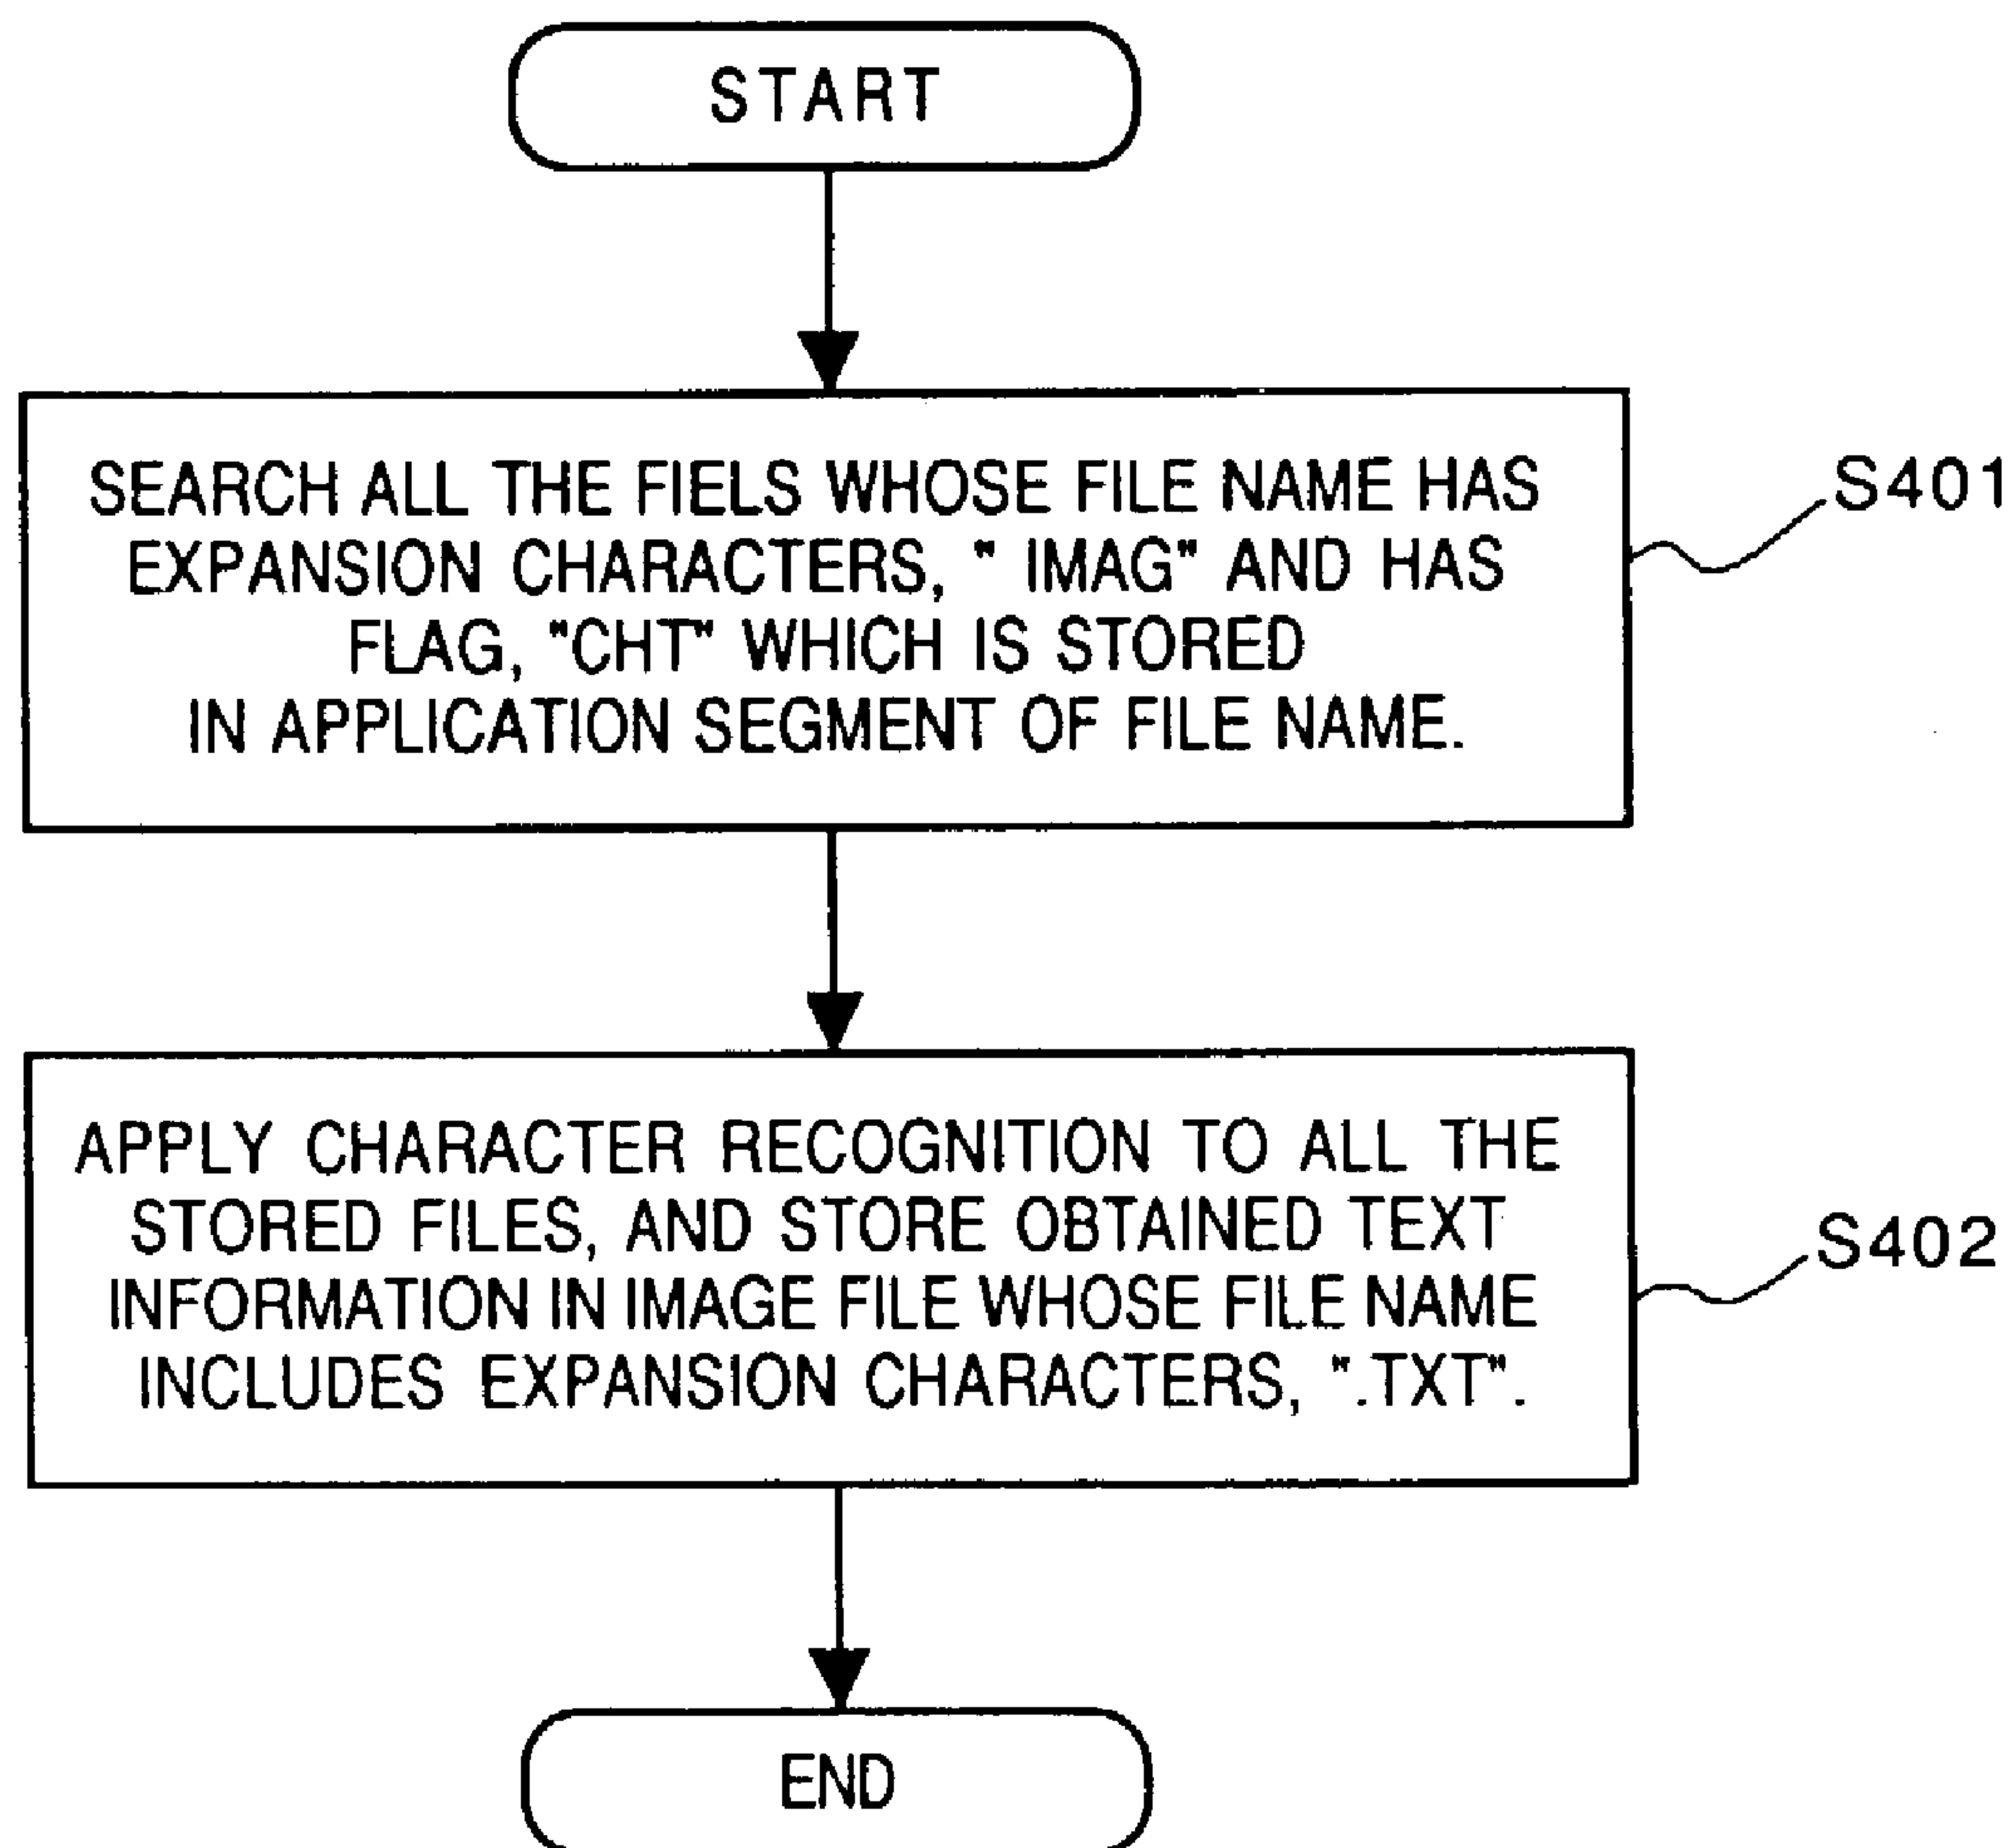 START
SEARCH ALL THE FIELS WHOSE FILE NAME HAS
EXPANSION CHARACTERS, " IMAG" AND HAS
FLAG, "CHT" WHICH IS STORED
IN APPLICATION SEGMENT OF FILE NAME.
S401
APPLY CHARACTER RECOGNITION TO ALL THE
STORED FILES, AND STORE OBTAINED TEXT
INFORMATION IN IMAGE FILE WHOSE FILE NAME
INCLUDES EXPANSION CHARACTERS, ".TXT".
S402
END